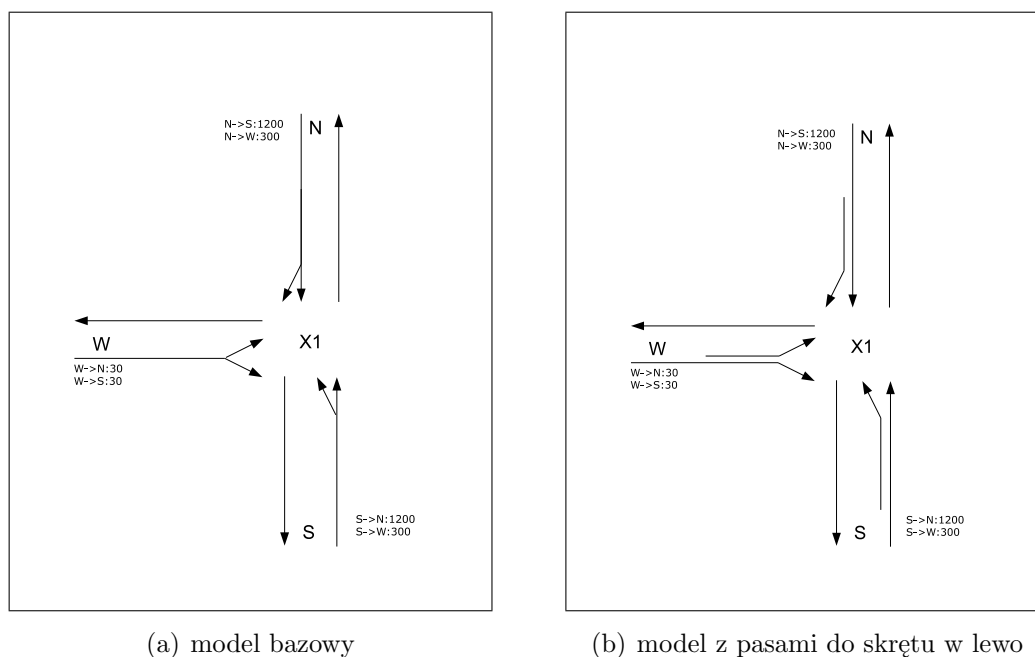 N->S:1200
N->W:300
N
W
X1
W->N:30
W->S:30
S
S->N:1200
S->W:300
(a) model bazowy
N->S:1200
N->W:300
N
W
X1
W->N:30
W->S:30
S
S->N:1200
S->W:300
(b) model z pasami do skrętu w lewo